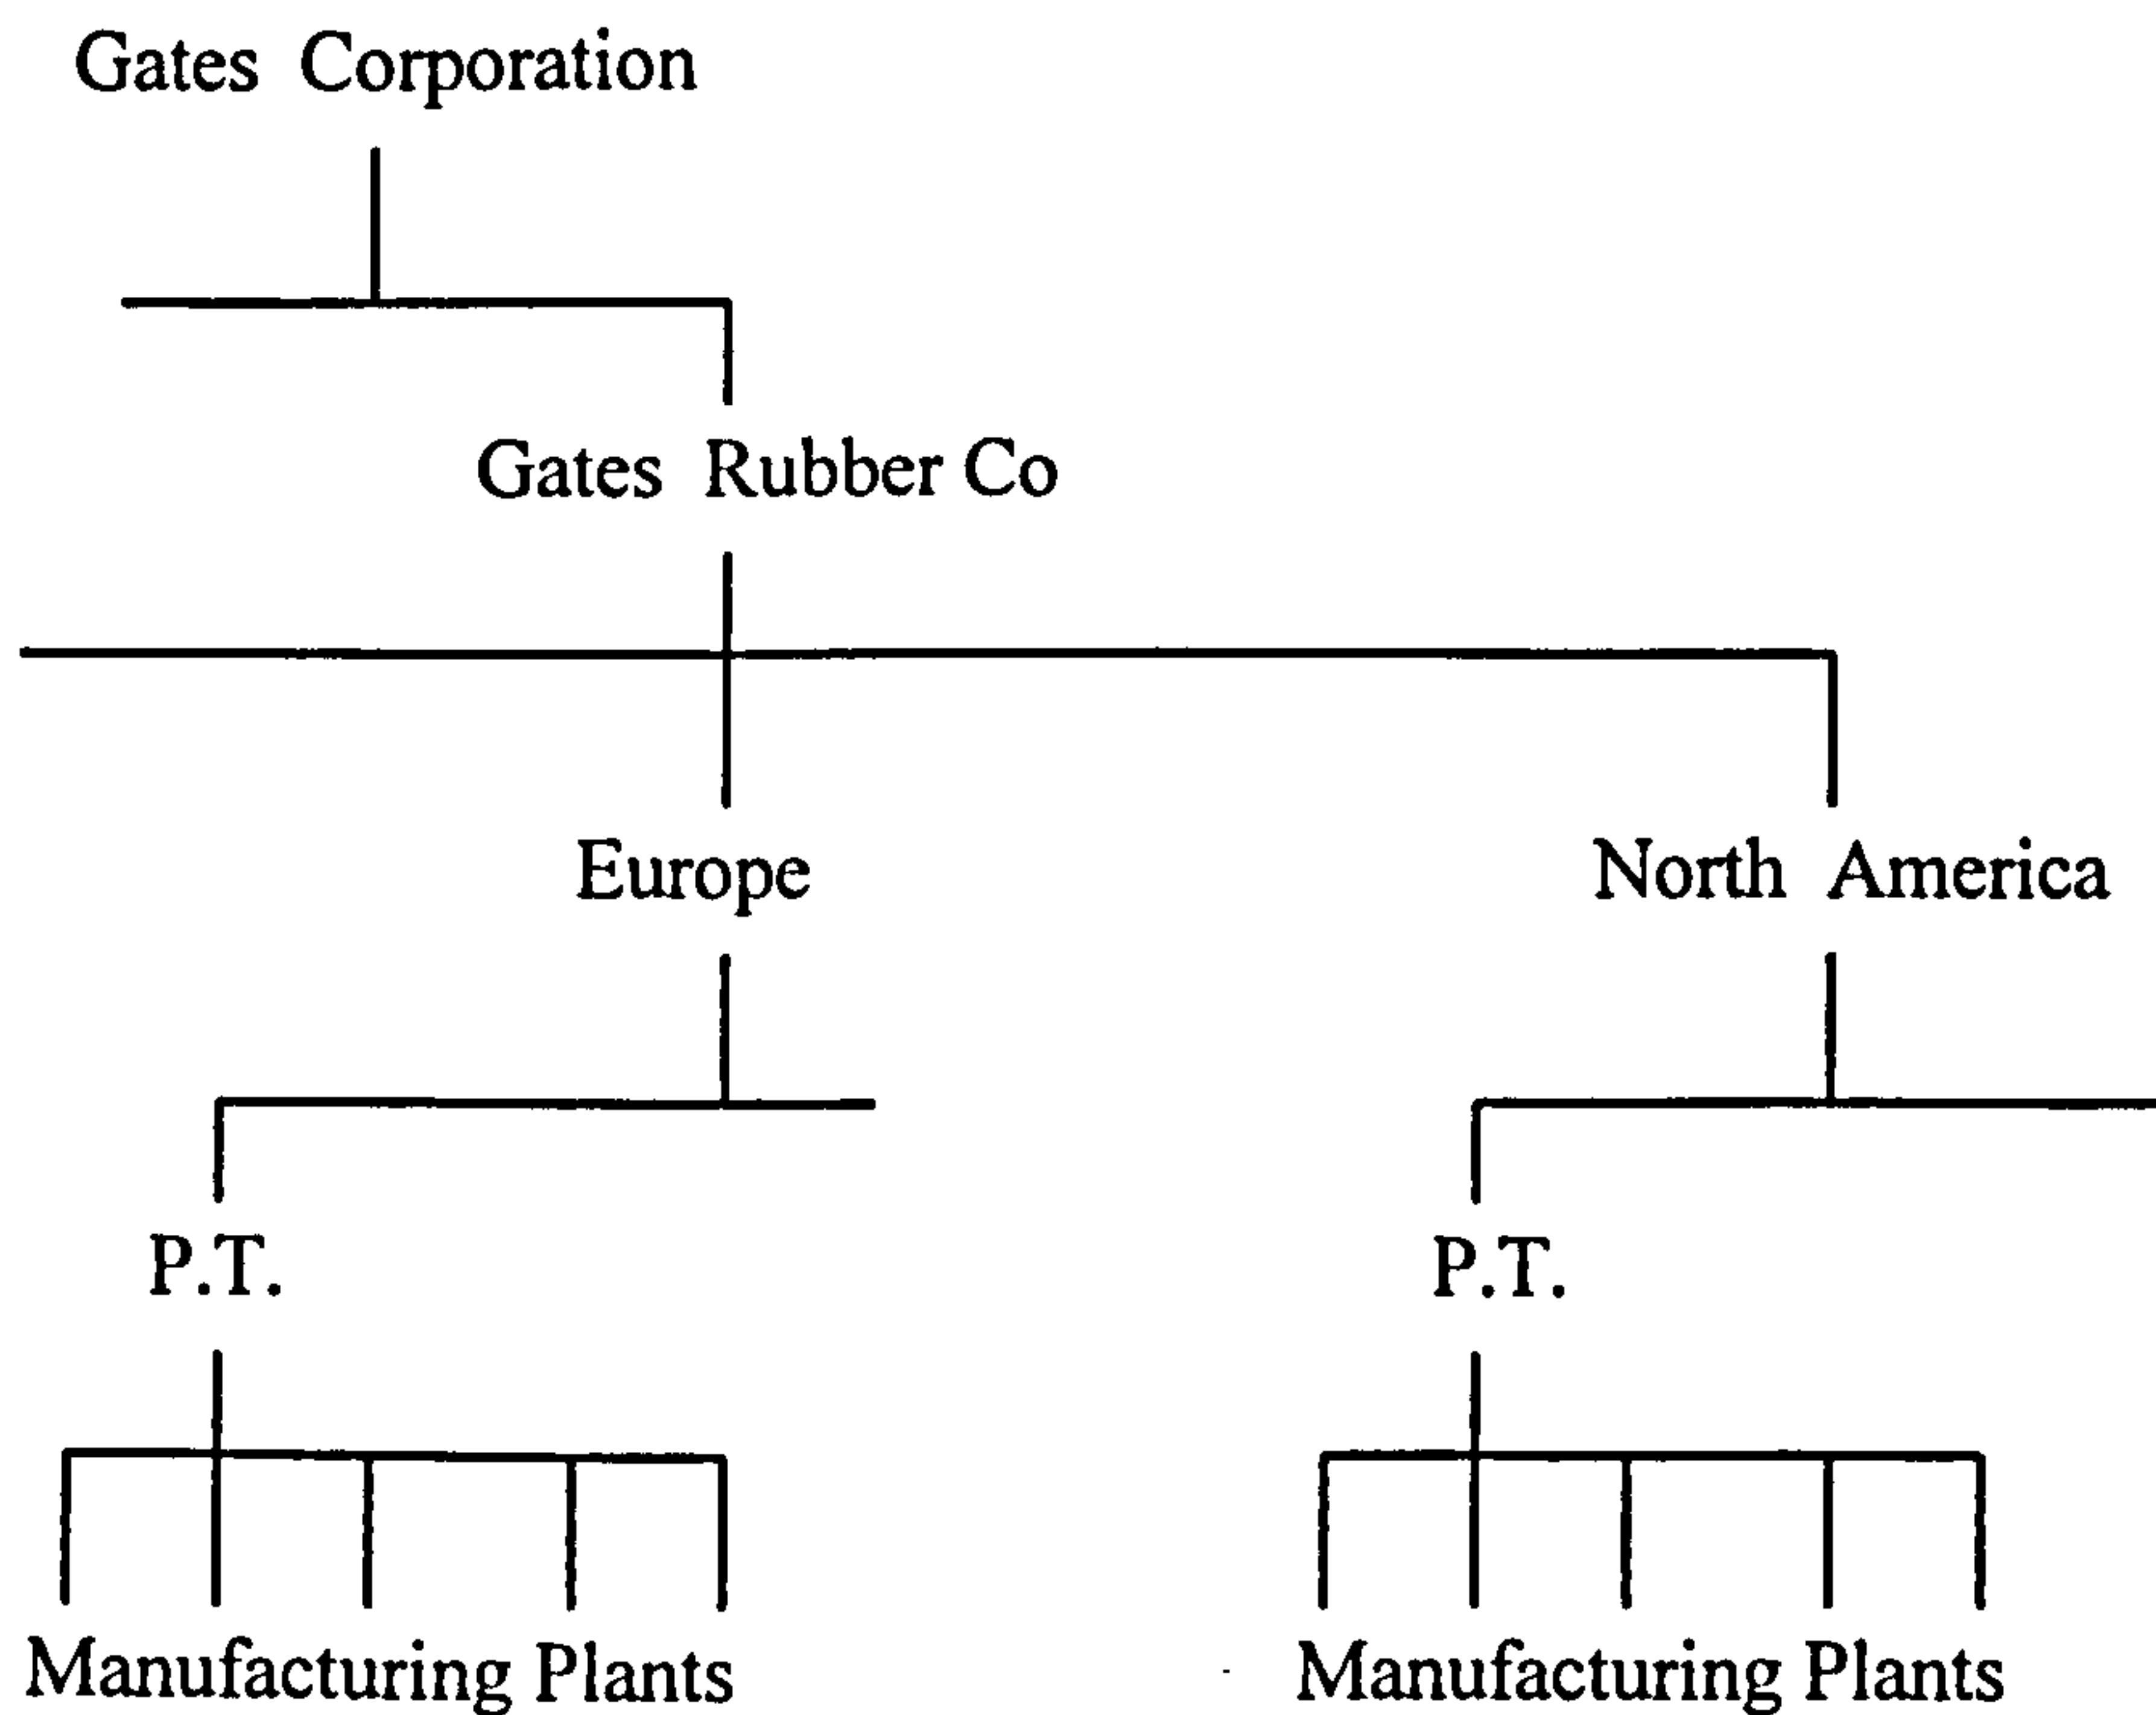 Gates Corporation
Gates Rubber Co
Europe North America
P.T. P.T.
Manufacturing Plants Manufacturing Plants